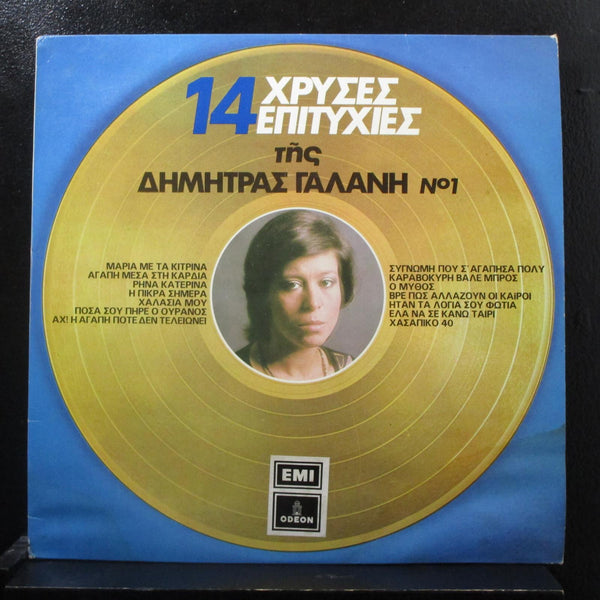 14 ΧΡΥΣΕΣ
ΕΠΙΤΥΧΙΕΣ
τῆς
ΔΗΜΗΤΡΑΣ ΓΑΛΑΝΗ Νο1
ΜΑΡΙΑ ΜΕ ΤΑ ΚΙΤΡΙΝΑ
ΑΓΑΠΗ ΜΕΣΑ ΣΤΗ ΚΑΡΔΙΑ
ΡΗΝΑ ΚΑΤΕΡΙΝΑ
Η ΠΙΚΡΑ ΣΗΜΕΡΑ
ΧΑΛΑΣΙΑ ΜΟΥ
ΠΟΣΑ ΣΟΥ ΠΗΡΕ Ο ΟΥΡΑΝΟΣ
ΑΧ! Η ΑΓΑΠΗ ΠΟΤΕ ΔΕΝ ΤΕΛΕΙΩΝΕΙ
ΣΥΓΝΩΜΗ ΠΟΥ Σ' ΑΓΑΠΗΣΑ ΠΟΛΥ
ΚΑΡΑΒΟΚΥΡΗ ΒΑΛΕ ΜΠΡΟΣ
Ο ΜΥΘΟΣ
ΒΡΕ ΠΩΣ ΑΛΛΑΖΟΥΝ ΟΙ ΚΑΙΡΟΙ
ΗΤΑΝ ΤΑ ΛΟΓΙΑ ΣΟΥ ΦΩΤΙΑ
ΕΛΑ ΝΑ ΣΕ ΚΑΝΩ ΤΑΙΡΙ
ΧΑΣΑΠΙΚΟ 40
EMI
ODEON